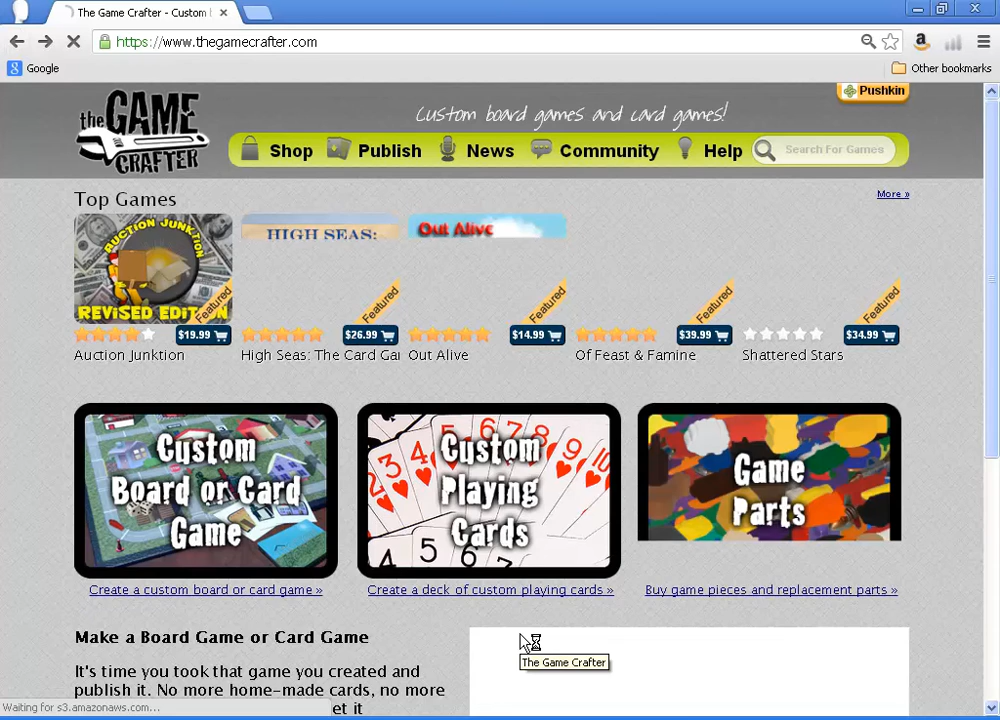 The Game Crafter - Custom
https://www.thegamecrafter.com
Google
Other bookmarks
Pushkin
the GAME CRAFTER
Custom board games and card games!
Shop
Publish
News
Community
Help
Search For Games
Top Games
More »
AUCTION JUNKTION
REVISED EDITION
HIGH SEAS:
Out Alive
Featured
Featured
Featured
Featured
Featured
$19.99
$26.99
$14.99
$39.99
$34.99
Auction Junktion
High Seas: The Card Gar
Out Alive
Of Feast & Famine
Shattered Stars
Custom
Board or Card
Game
Custom
Playing
Cards
Game
Parts
Create a custom board or card game »
Create a deck of custom playing cards »
Buy game pieces and replacement parts »
Make a Board Game or Card Game
It's time you took that game you created and
publish it. No more home-made cards, no more
et it
The Game Crafter
Waiting for s3.amazonaws.com...